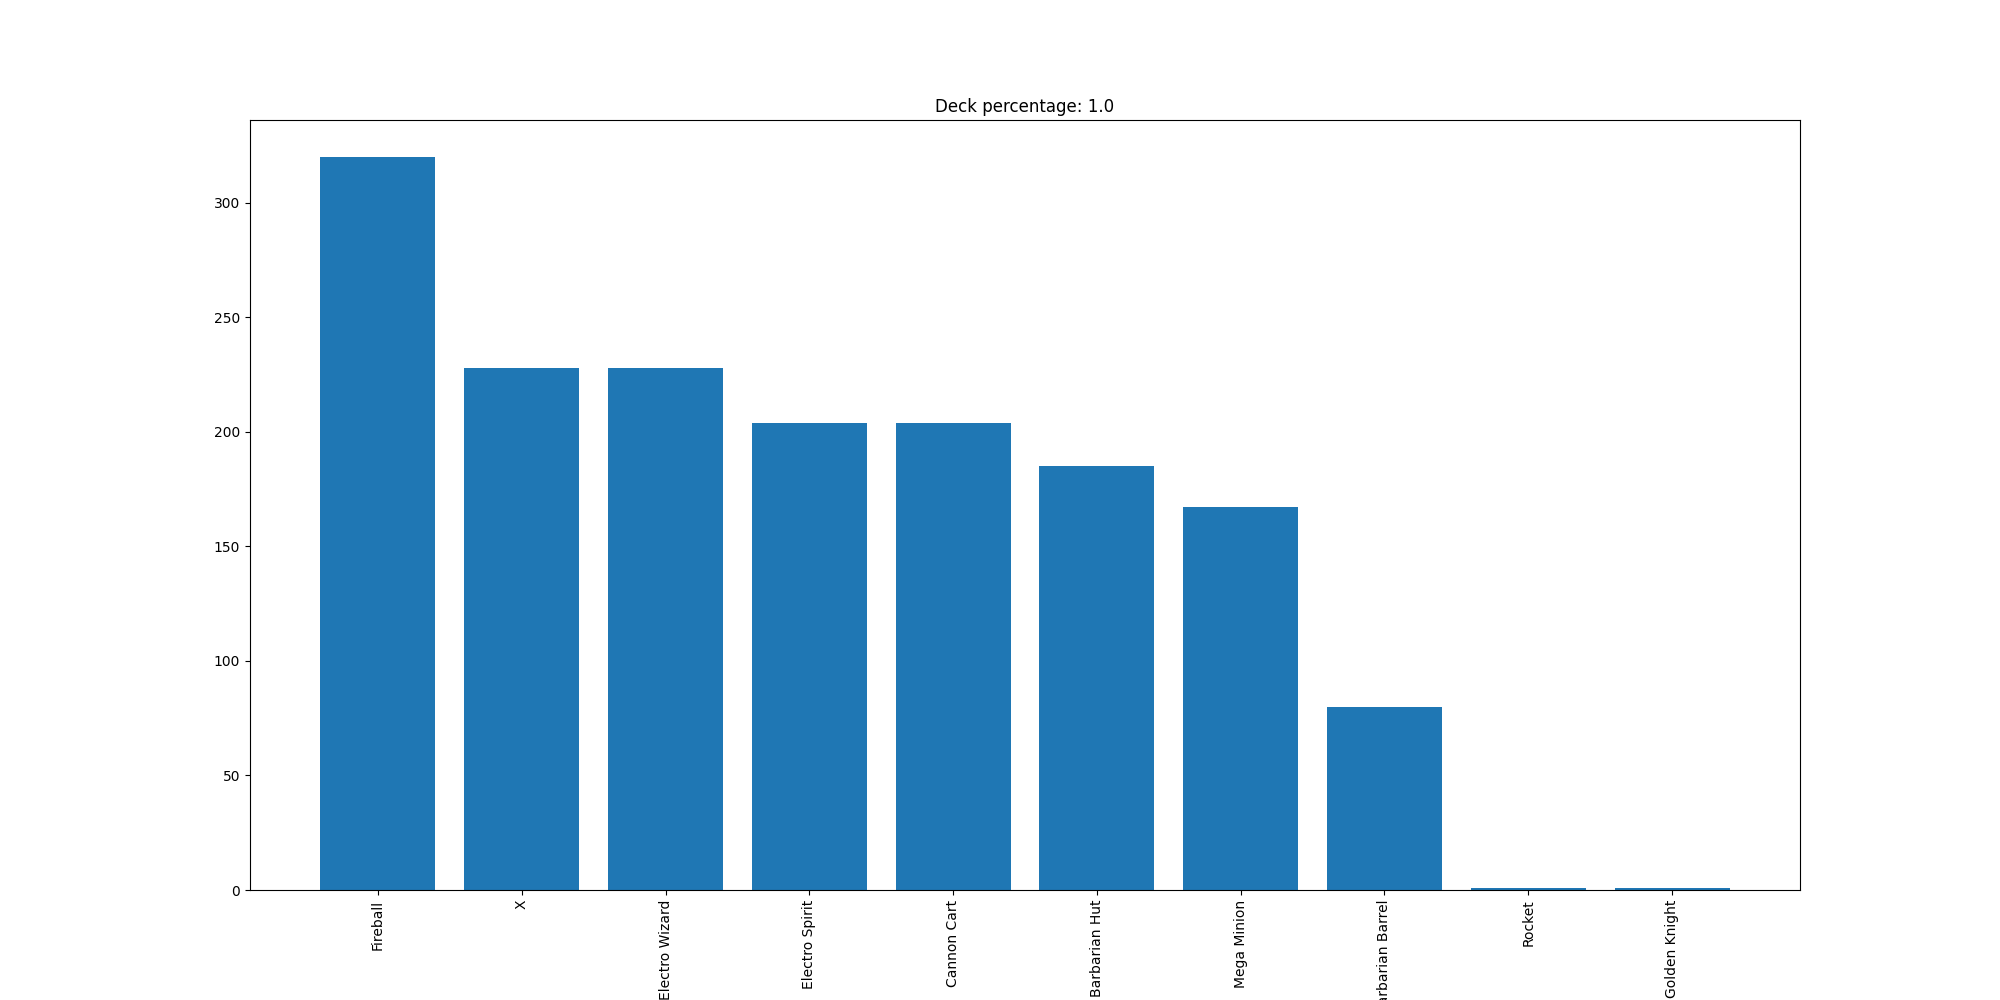 Deck percentage: 1.0
300
250
200
150
100
50
0
Fireball
X
Electro Wizard
Electro Spirit
Cannon Cart
Barbarian Hut
Mega Minion
arbarian Barrel
Rocket
Golden Knight